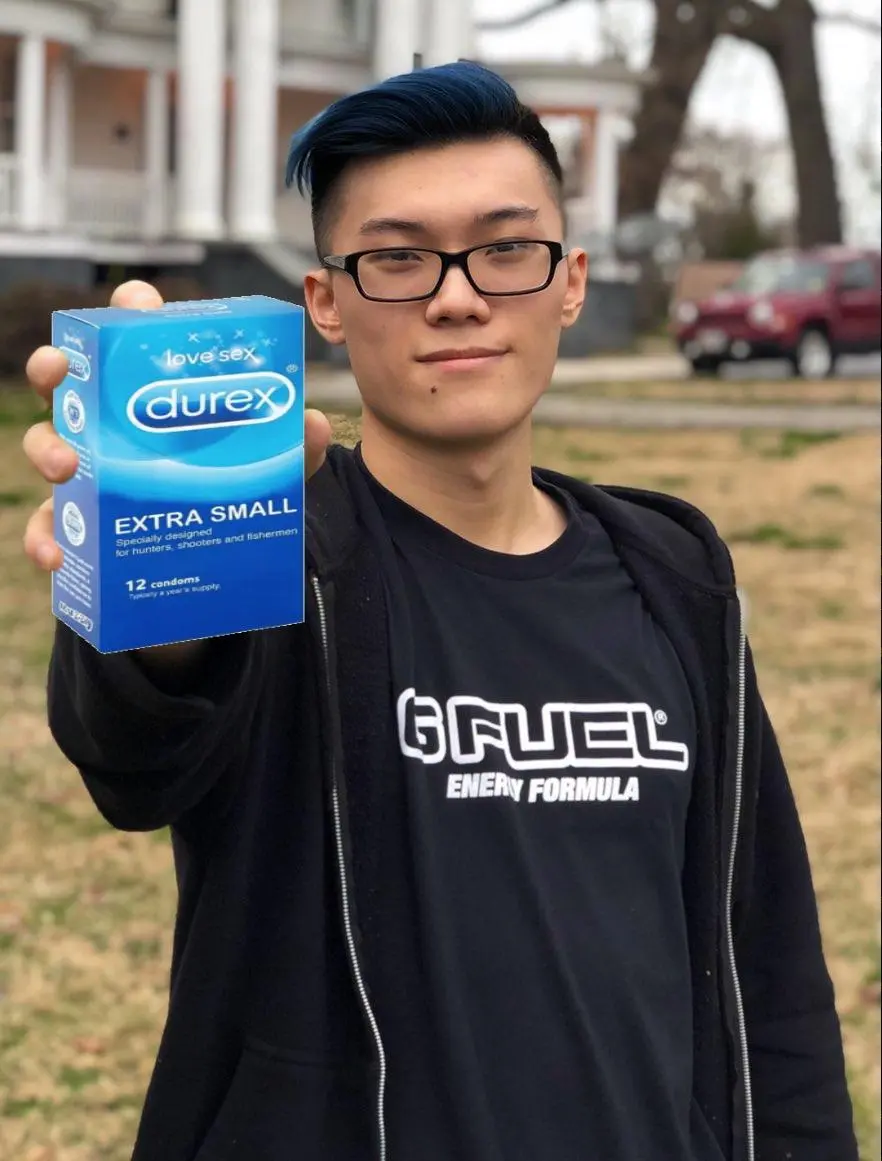 love sex
durex®
EXTRA SMALL
Specially designed
for hunters, shooters and fishermen
12 condoms
Typically a year's supply.
GFUEL®
ENERGY FORMULA